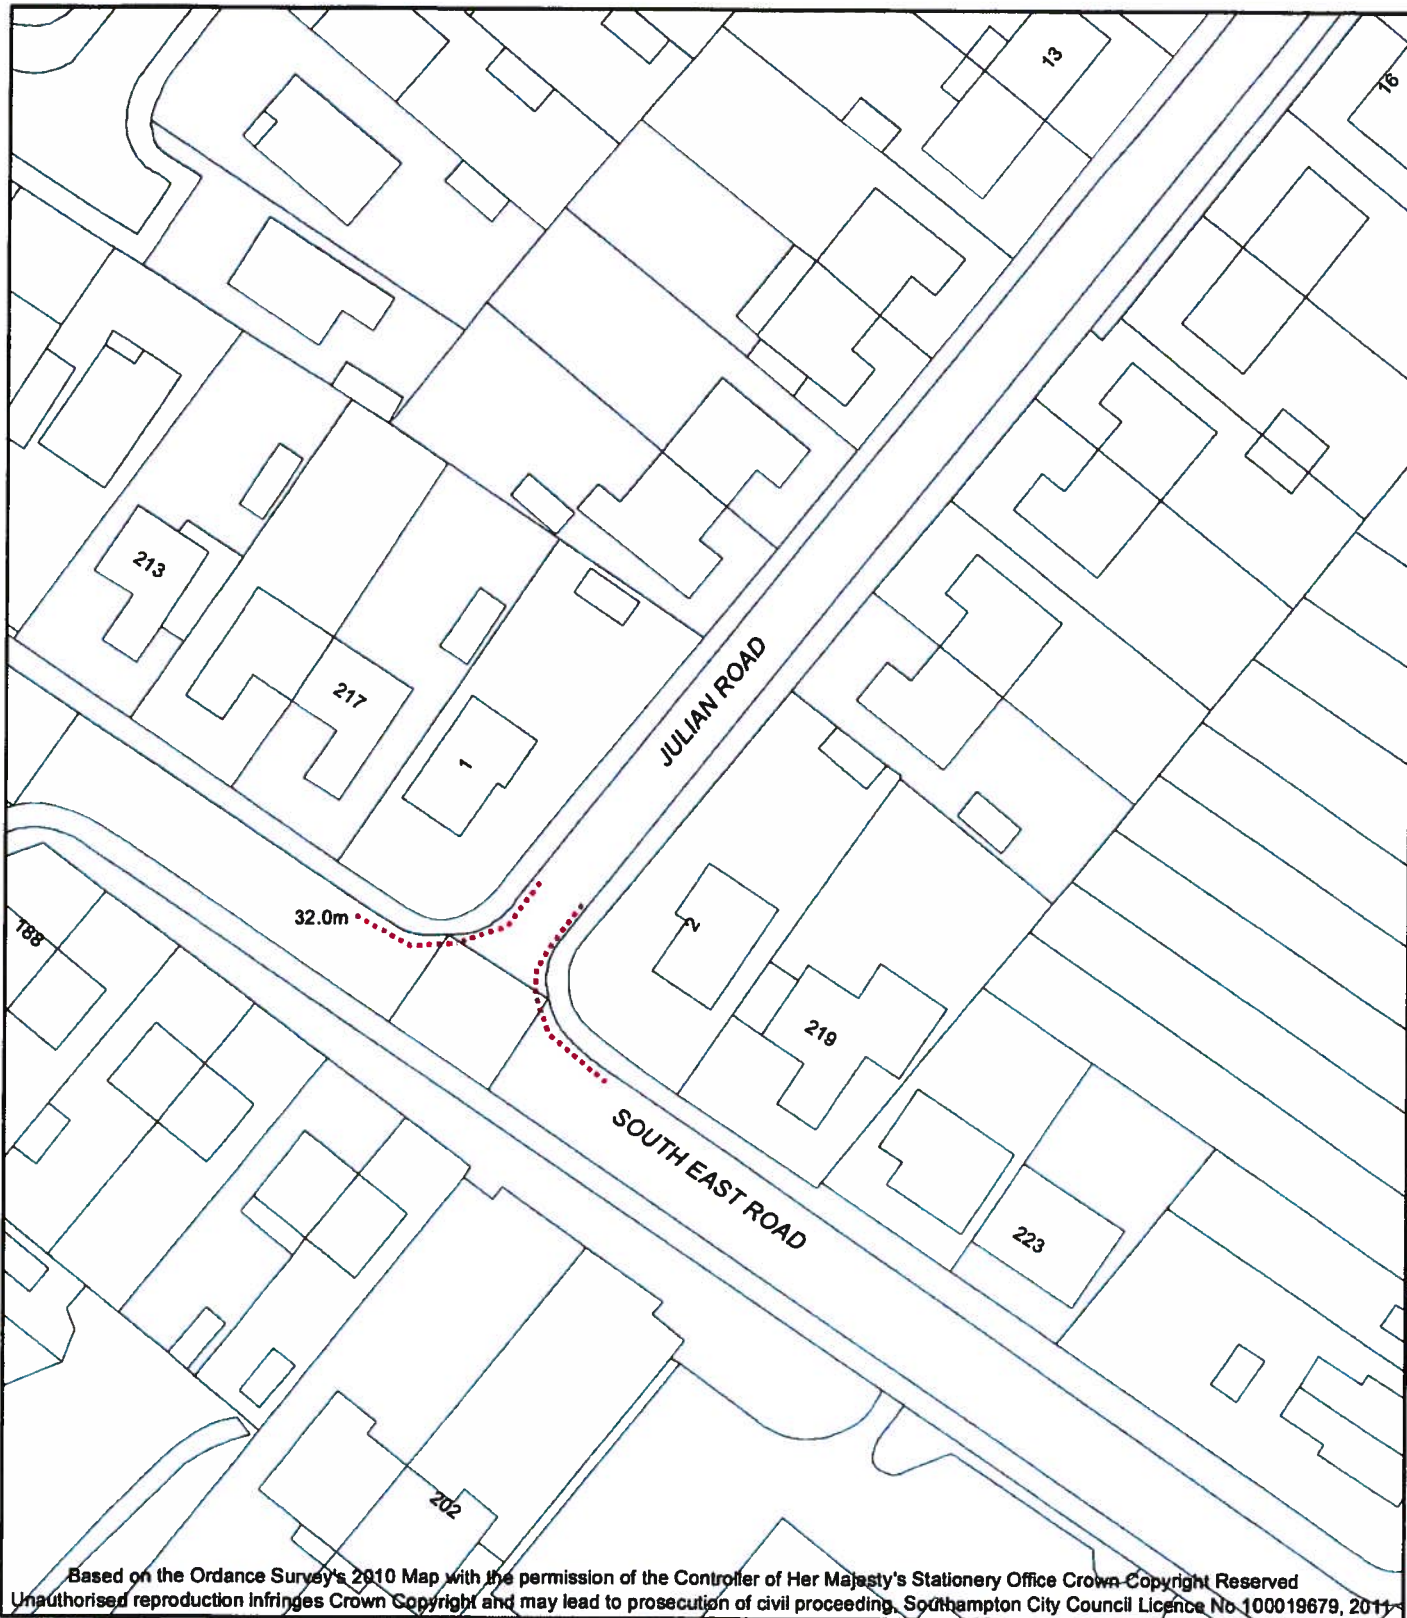 13
16
213
217
1
JULIAN ROAD
32.0m
188
2
219
SOUTH EAST ROAD
223
202
Based on the Ordance Survey's 2010 Map with the permission of the Controller of Her Majesty's Stationery Office Crown Copyright Reserved
Unauthorised reproduction infringes Crown Copyright and may lead to prosecution of civil proceeding, Southampton City Council Licence No 100019679, 2011